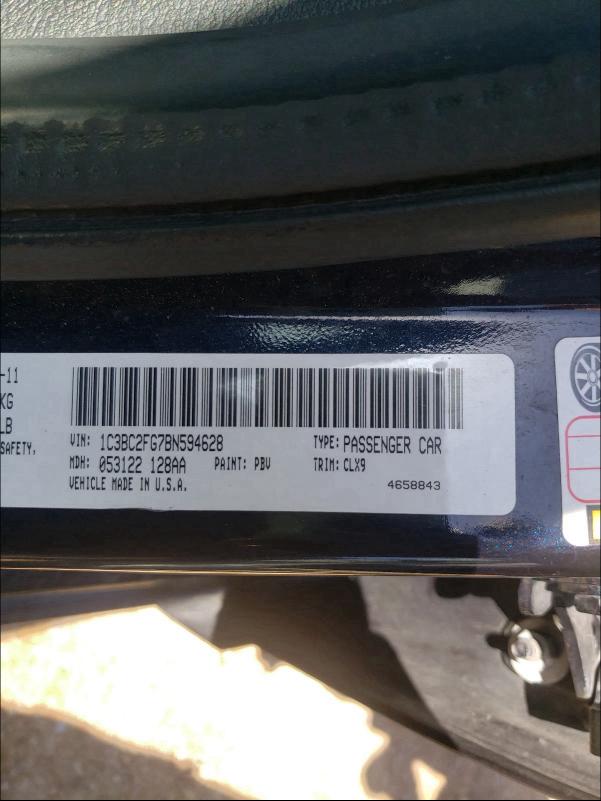 -11
KG
LB
SAFETY,
VIN: 1C3BC2FG7BN594628
TYPE: PASSENGER CAR
MDH: 053122 128AA
PAINT: PBV
TRIM: CLX9
VEHICLE MADE IN U.S.A.
4658843